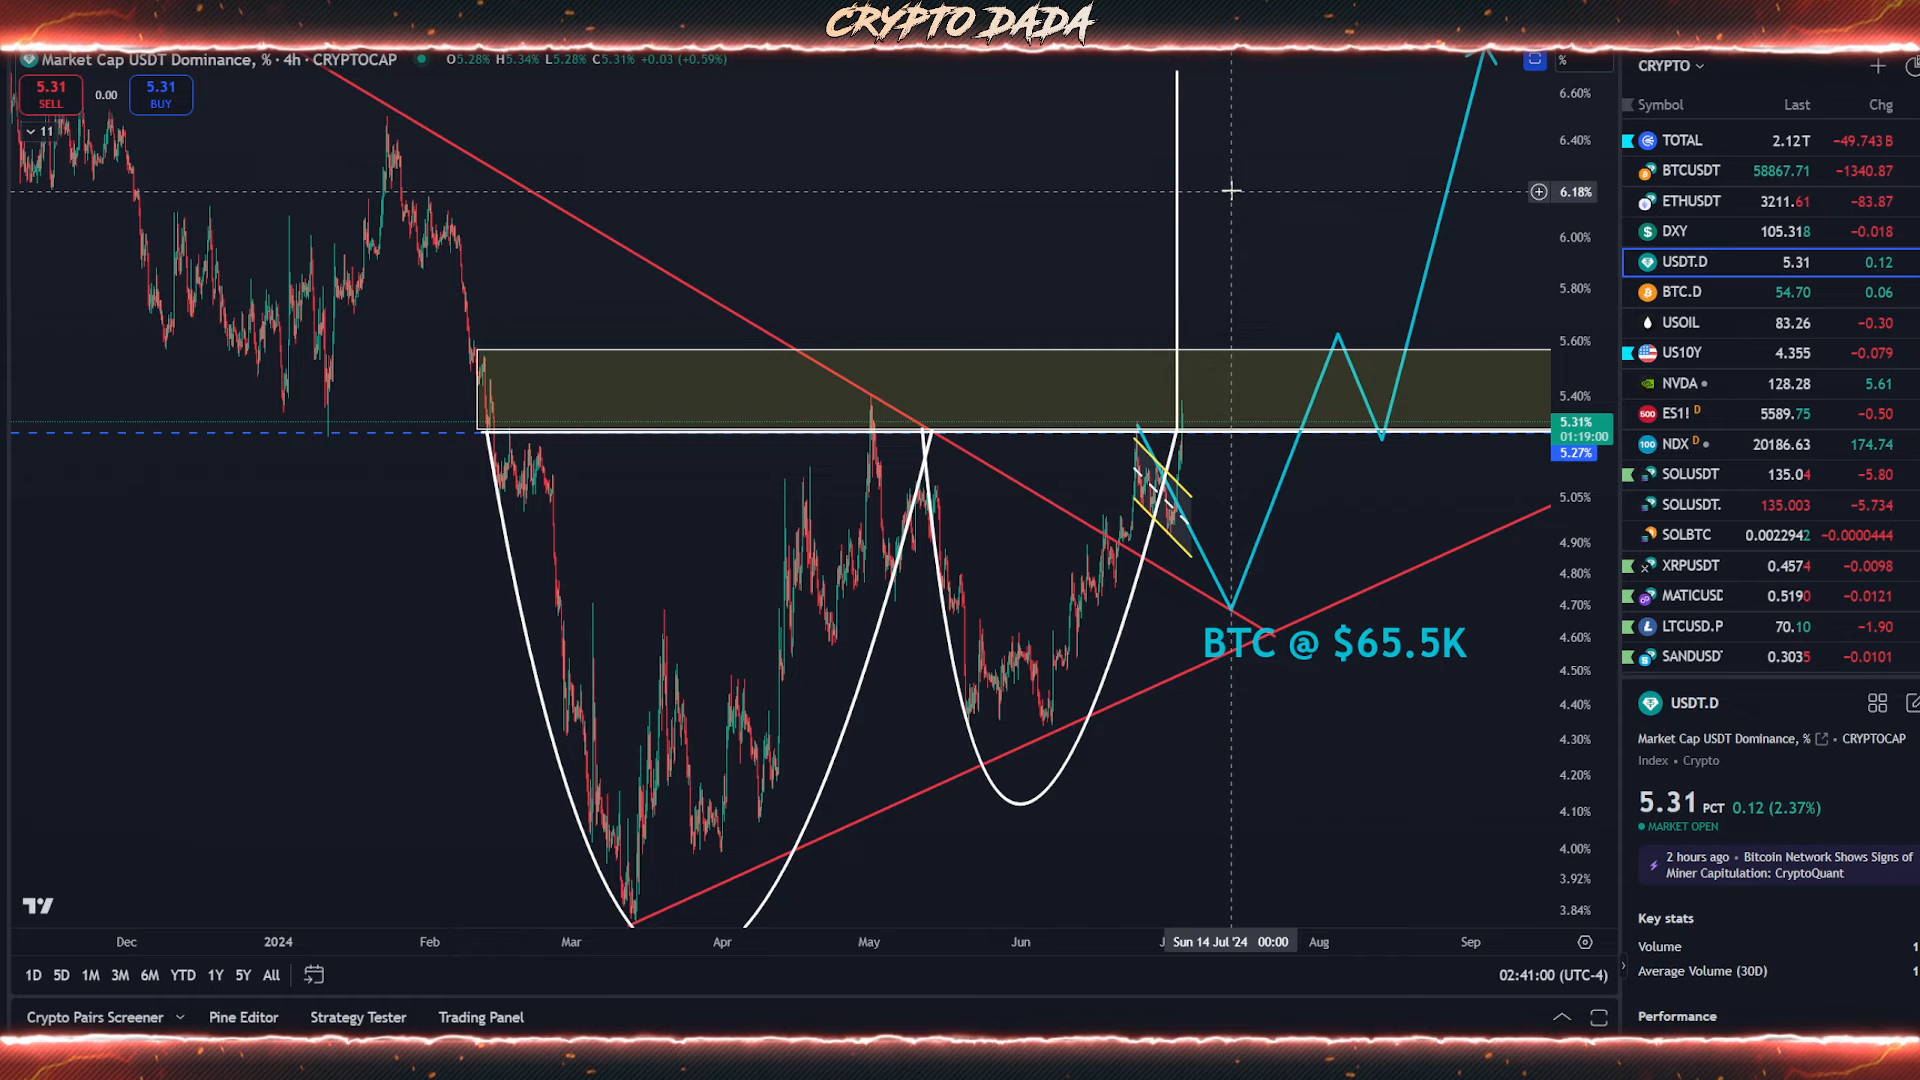 CRYPTO DADA
Market Cap USDT Dominance, % · 4h · CRYPTOCAP O5.28% H5.34% L5.28% C5.31% +0.03 (+0.59%)
5.31 SELL 0.00 5.31 BUY
11
%
6.60%
6.40%
6.18%
6.00%
5.80%
5.60%
5.40%
5.31%
01:19:00
5.27%
5.05%
4.90%
4.80%
4.70%
4.60%
4.50%
4.40%
4.30%
4.20%
4.10%
4.00%
3.92%
3.84%
BTC @ $65.5K
Dec 2024 Feb Mar Apr May Jun Sun 14 Jul '24 00:00 Aug Sep
1D 5D 1M 3M 6M YTD 1Y 5Y All 02:41:00 (UTC-4)
Crypto Pairs Screener Pine Editor Strategy Tester Trading Panel
CRYPTO
Symbol Last Chg
TOTAL 2.12T −49.743B
BTCUSDT 58867.71 −1340.87
ETHUSDT 3211.61 −83.87
DXY 105.318 −0.018
USDT.D 5.31 0.12
BTC.D 54.70 0.06
USOIL 83.26 −0.30
US10Y 4.355 −0.079
NVDA 128.28 5.61
ES1! D 5589.75 −0.50
NDX D 20186.63 174.74
SOLUSDT 135.04 −5.80
SOLUSDT. 135.003 −5.734
SOLBTC 0.0022942 −0.0000444
XRPUSDT 0.4574 −0.0098
MATICUSD 0.5190 −0.0121
LTCUSD.P 70.10 −1.90
SANDUSD 0.3035 −0.0101
USDT.D
Market Cap USDT Dominance, % • CRYPTOCAP
Index • Crypto
5.31 PCT 0.12 (2.37%)
MARKET OPEN
2 hours ago • Bitcoin Network Shows Signs of
Miner Capitulation: CryptoQuant
Key stats
Volume
Average Volume (30D)
Performance